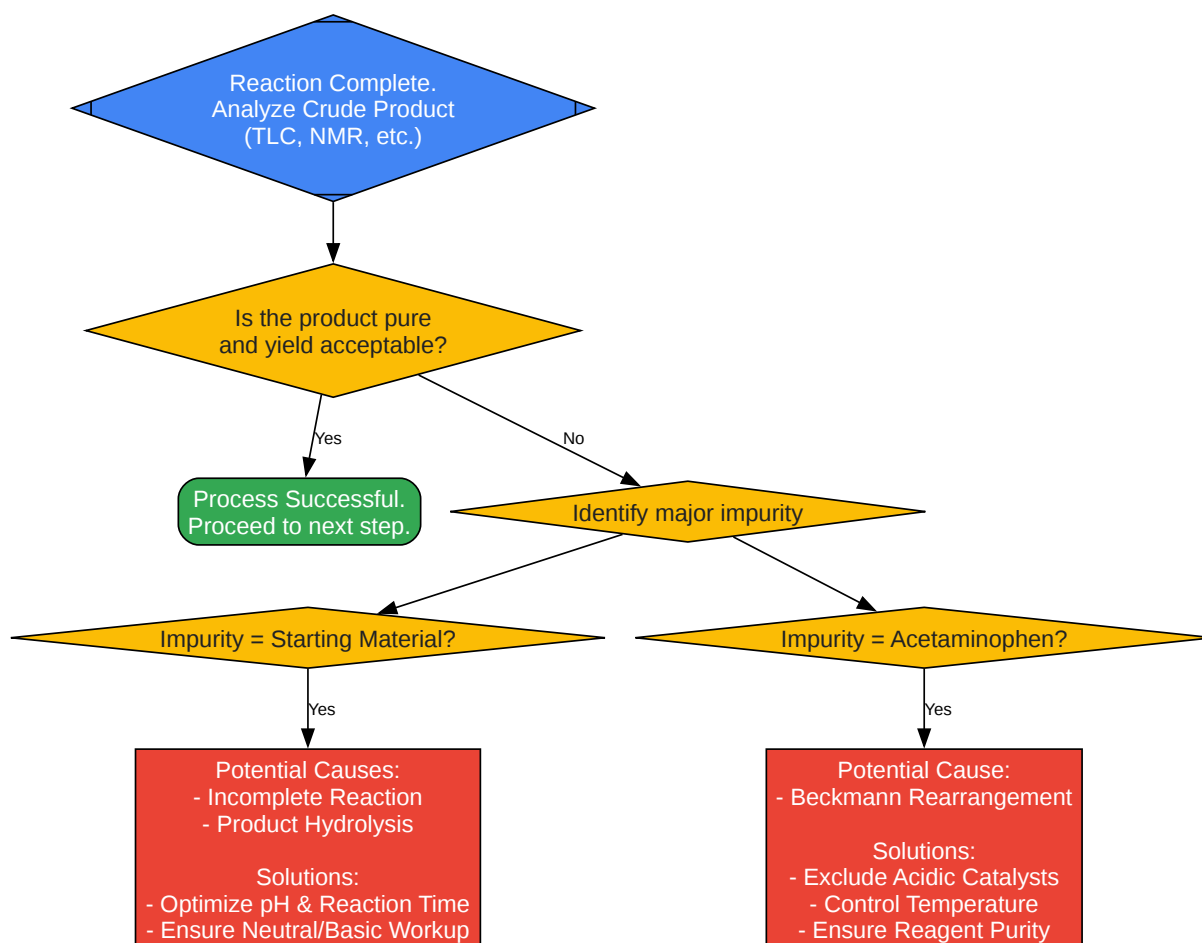 Reaction Complete.
Analyze Crude Product
(TLC, NMR, etc.)
Is the product pure
and yield acceptable?
Yes
No
Process Successful.
Proceed to next step.
Identify major impurity
Impurity = Starting Material?
Impurity = Acetaminophen?
Yes
Yes
Potential Causes:
- Incomplete Reaction
- Product Hydrolysis
Solutions:
- Optimize pH & Reaction Time
- Ensure Neutral/Basic Workup
Potential Cause:
- Beckmann Rearrangement
Solutions:
- Exclude Acidic Catalysts
- Control Temperature
- Ensure Reagent Purity